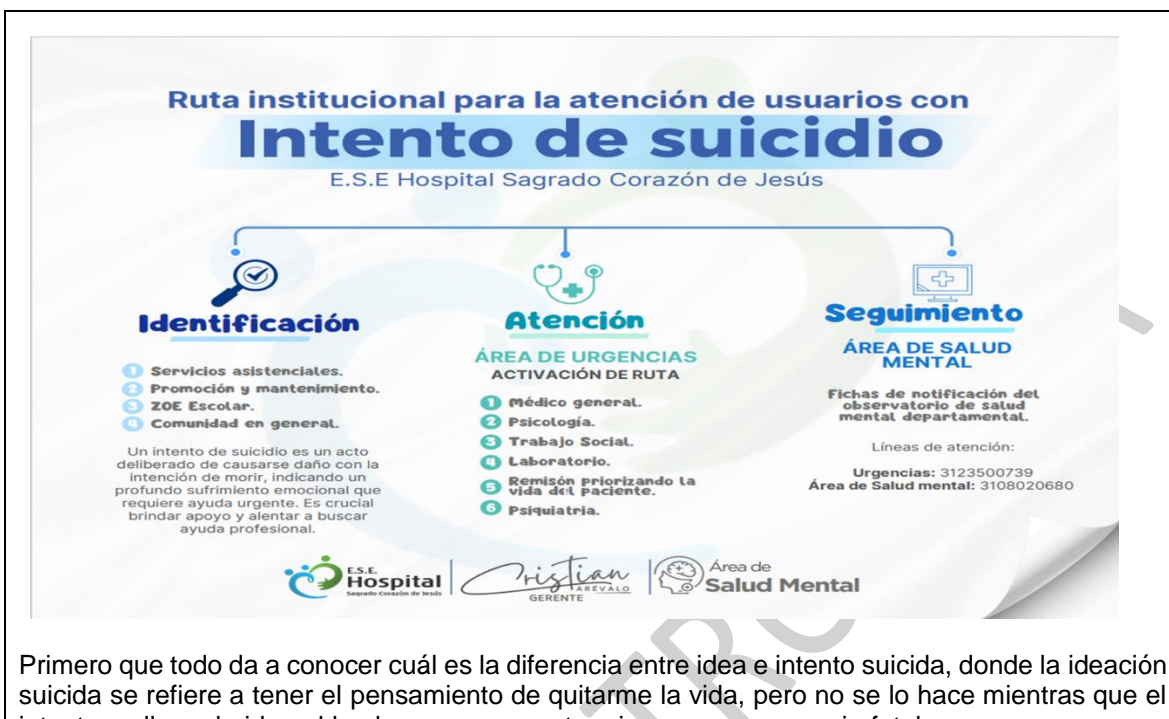 Ruta institucional para la atención de usuarios con
Intento de suicidio
E.S.E Hospital Sagrado Corazón de Jesús
Identificación
1 Servicios asistenciales.
2 Promoción y mantenimiento.
3 ZOE Escolar.
4 Comunidad en general.
Un intento de suicidio es un acto
deliberado de causarse daño con la
intención de morir, indicando un
profundo sufrimiento emocional que
requiere ayuda urgente. Es crucial
brindar apoyo y alentar a buscar
ayuda profesional.
Atención
ÁREA DE URGENCIAS
ACTIVACIÓN DE RUTA
1 Médico general.
2 Psicología.
3 Trabajo Social.
4 Laboratorio.
5 Remisón priorizando la
vida del paciente.
6 Psiquiatria.
Seguimiento
ÁREA DE SALUD
MENTAL
Fichas de notificación del
observatorio de salud
mental departamental.
Líneas de atención:
Urgencias: 3123500739
Área de Salud mental: 3108020680
E.S.E.
Hospital
Sagrado Corazón de Jesús
Cristian
ARÉVALO
GERENTE
Área de
Salud Mental
Primero que todo da a conocer cuál es la diferencia entre idea e intento suicida, donde la ideación
suicida se refiere a tener el pensamiento de quitarme la vida, pero no se lo hace mientras que el